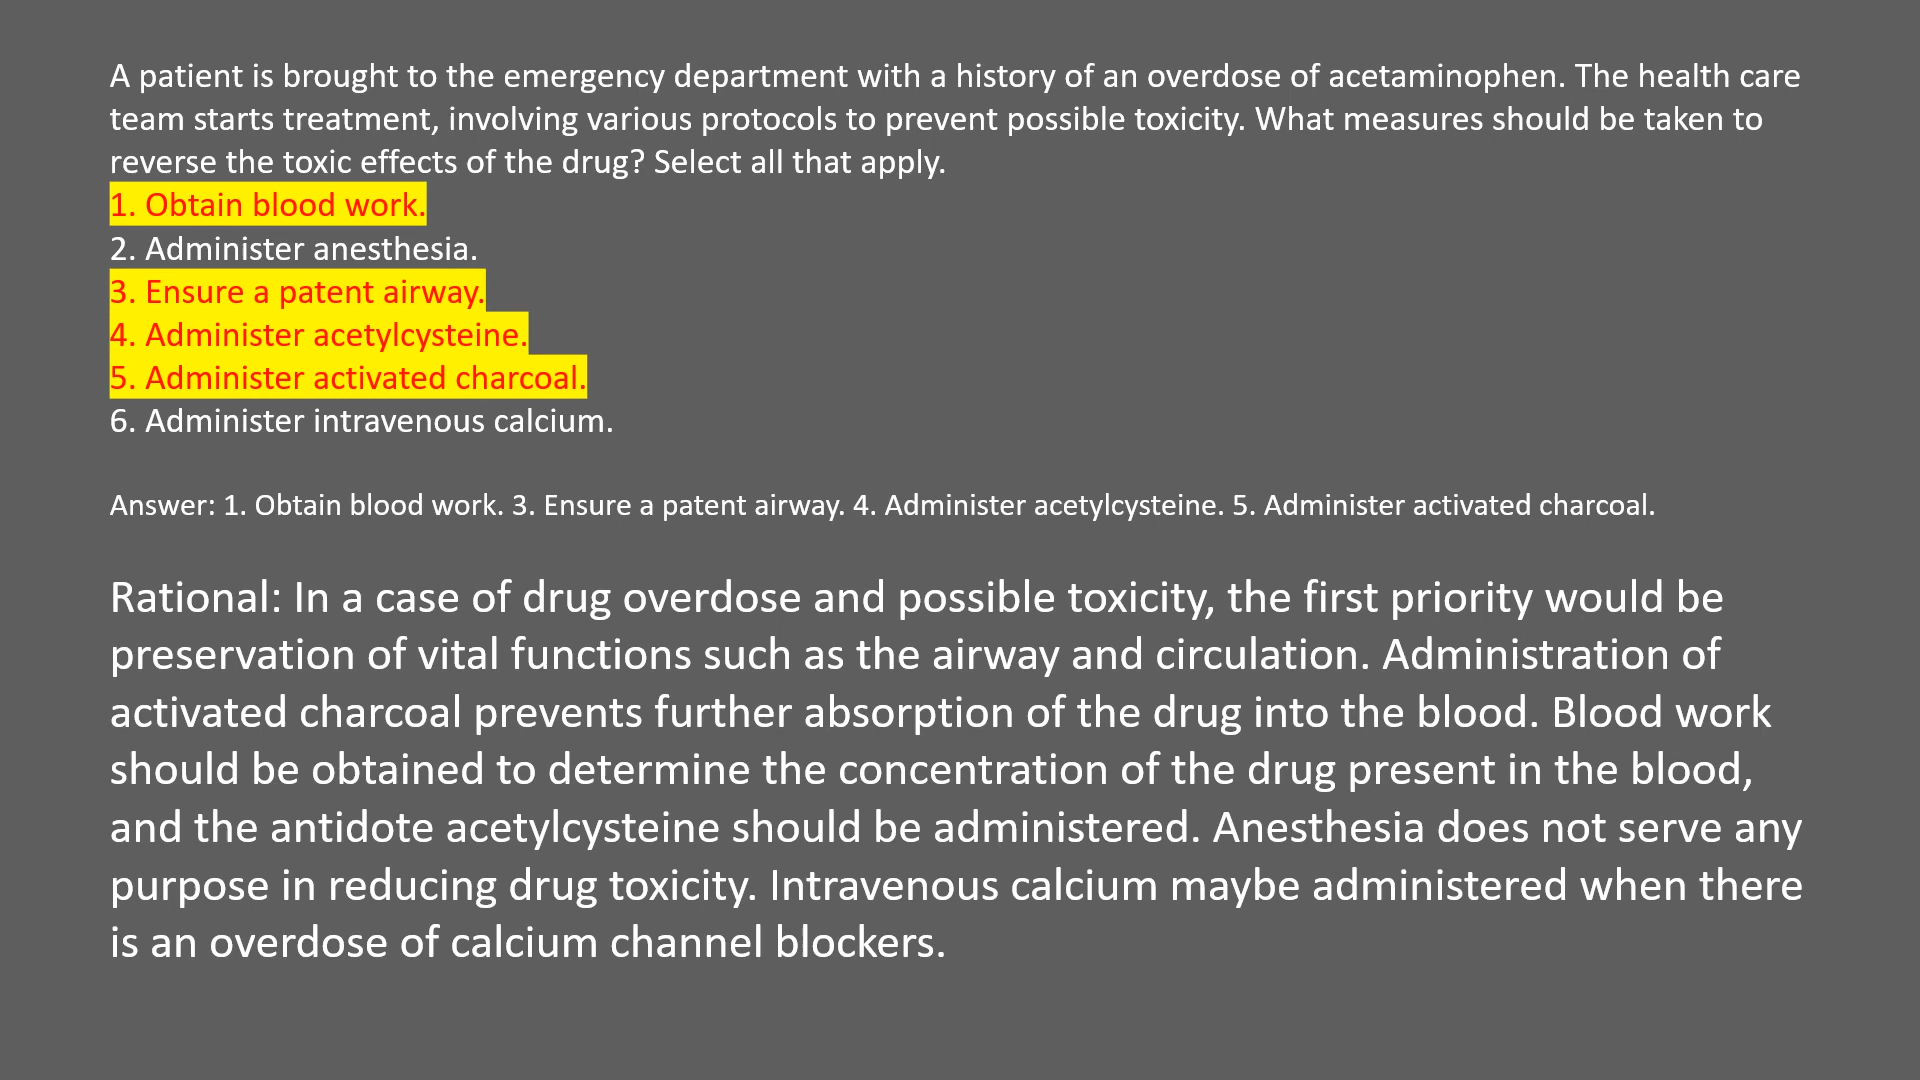 A patient is brought to the emergency department with a history of an overdose of acetaminophen. The health care
team starts treatment, involving various protocols to prevent possible toxicity. What measures should be taken to
reverse the toxic effects of the drug? Select all that apply.
1. Obtain blood work.
2. Administer anesthesia.
3. Ensure a patent airway.
4. Administer acetylcysteine.
5. Administer activated charcoal.
6. Administer intravenous calcium.
Answer: 1. Obtain blood work. 3. Ensure a patent airway. 4. Administer acetylcysteine. 5. Administer activated charcoal.
Rational: In a case of drug overdose and possible toxicity, the first priority would be
preservation of vital functions such as the airway and circulation. Administration of
activated charcoal prevents further absorption of the drug into the blood. Blood work
should be obtained to determine the concentration of the drug present in the blood,
and the antidote acetylcysteine should be administered. Anesthesia does not serve any
purpose in reducing drug toxicity. Intravenous calcium maybe administered when there
is an overdose of calcium channel blockers.